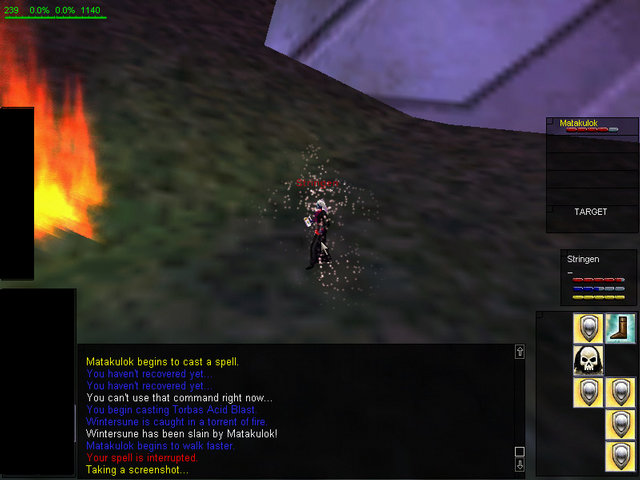 239 0.0% 0.0% 1140
Matakulok
TARGET
Stringen
Matakulok begins to cast a spell.
You haven't recovered yet...
You haven't recovered yet...
You can't use that command right now...
You begin casting Torbas Acid Blast.
Wintersune is caught in a torrent of fire.
Wintersune has been slain by Matakulok!
Matakulok begins to walk faster.
Your spell is interrupted.
Taking a screenshot...